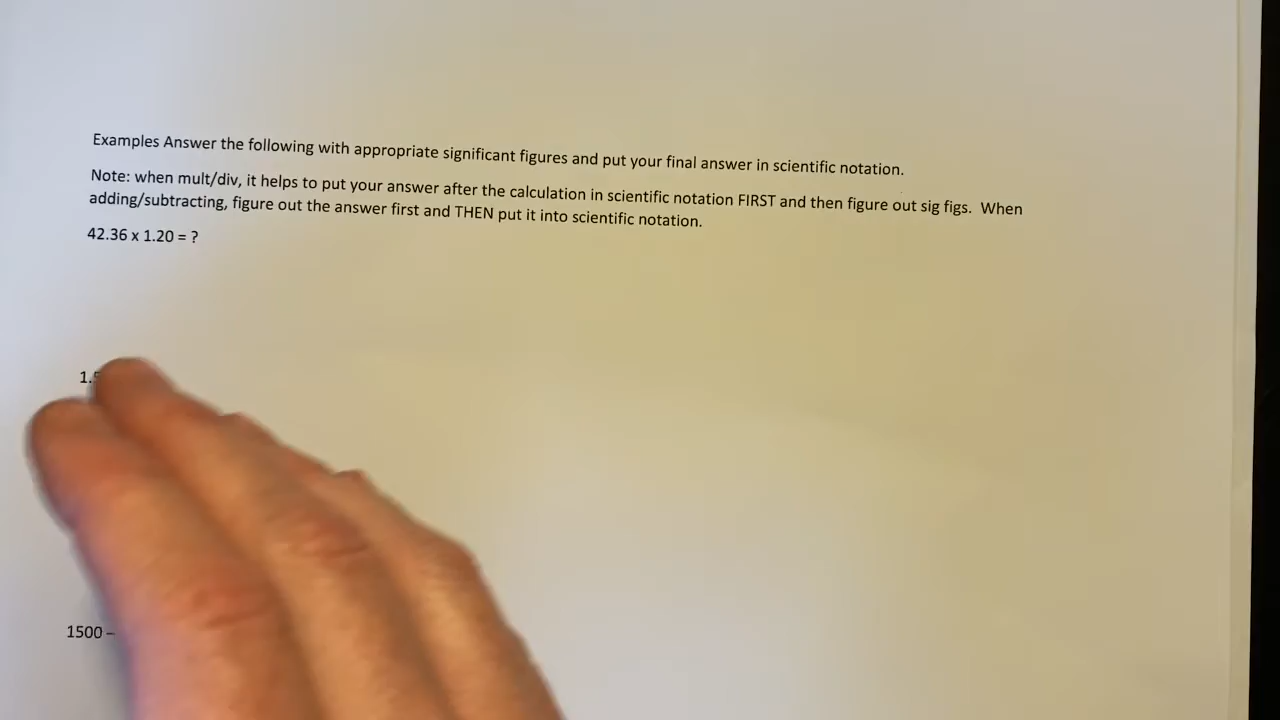 Examples Answer the following with appropriate significant figures and put your final answer in scientific notation.
Note: when mult/div, it helps to put your answer after the calculation in scientific notation FIRST and then figure out sig figs. When
adding/subtracting, figure out the answer first and THEN put it into scientific notation.
42.36 x 1.20 = ?
1500 –